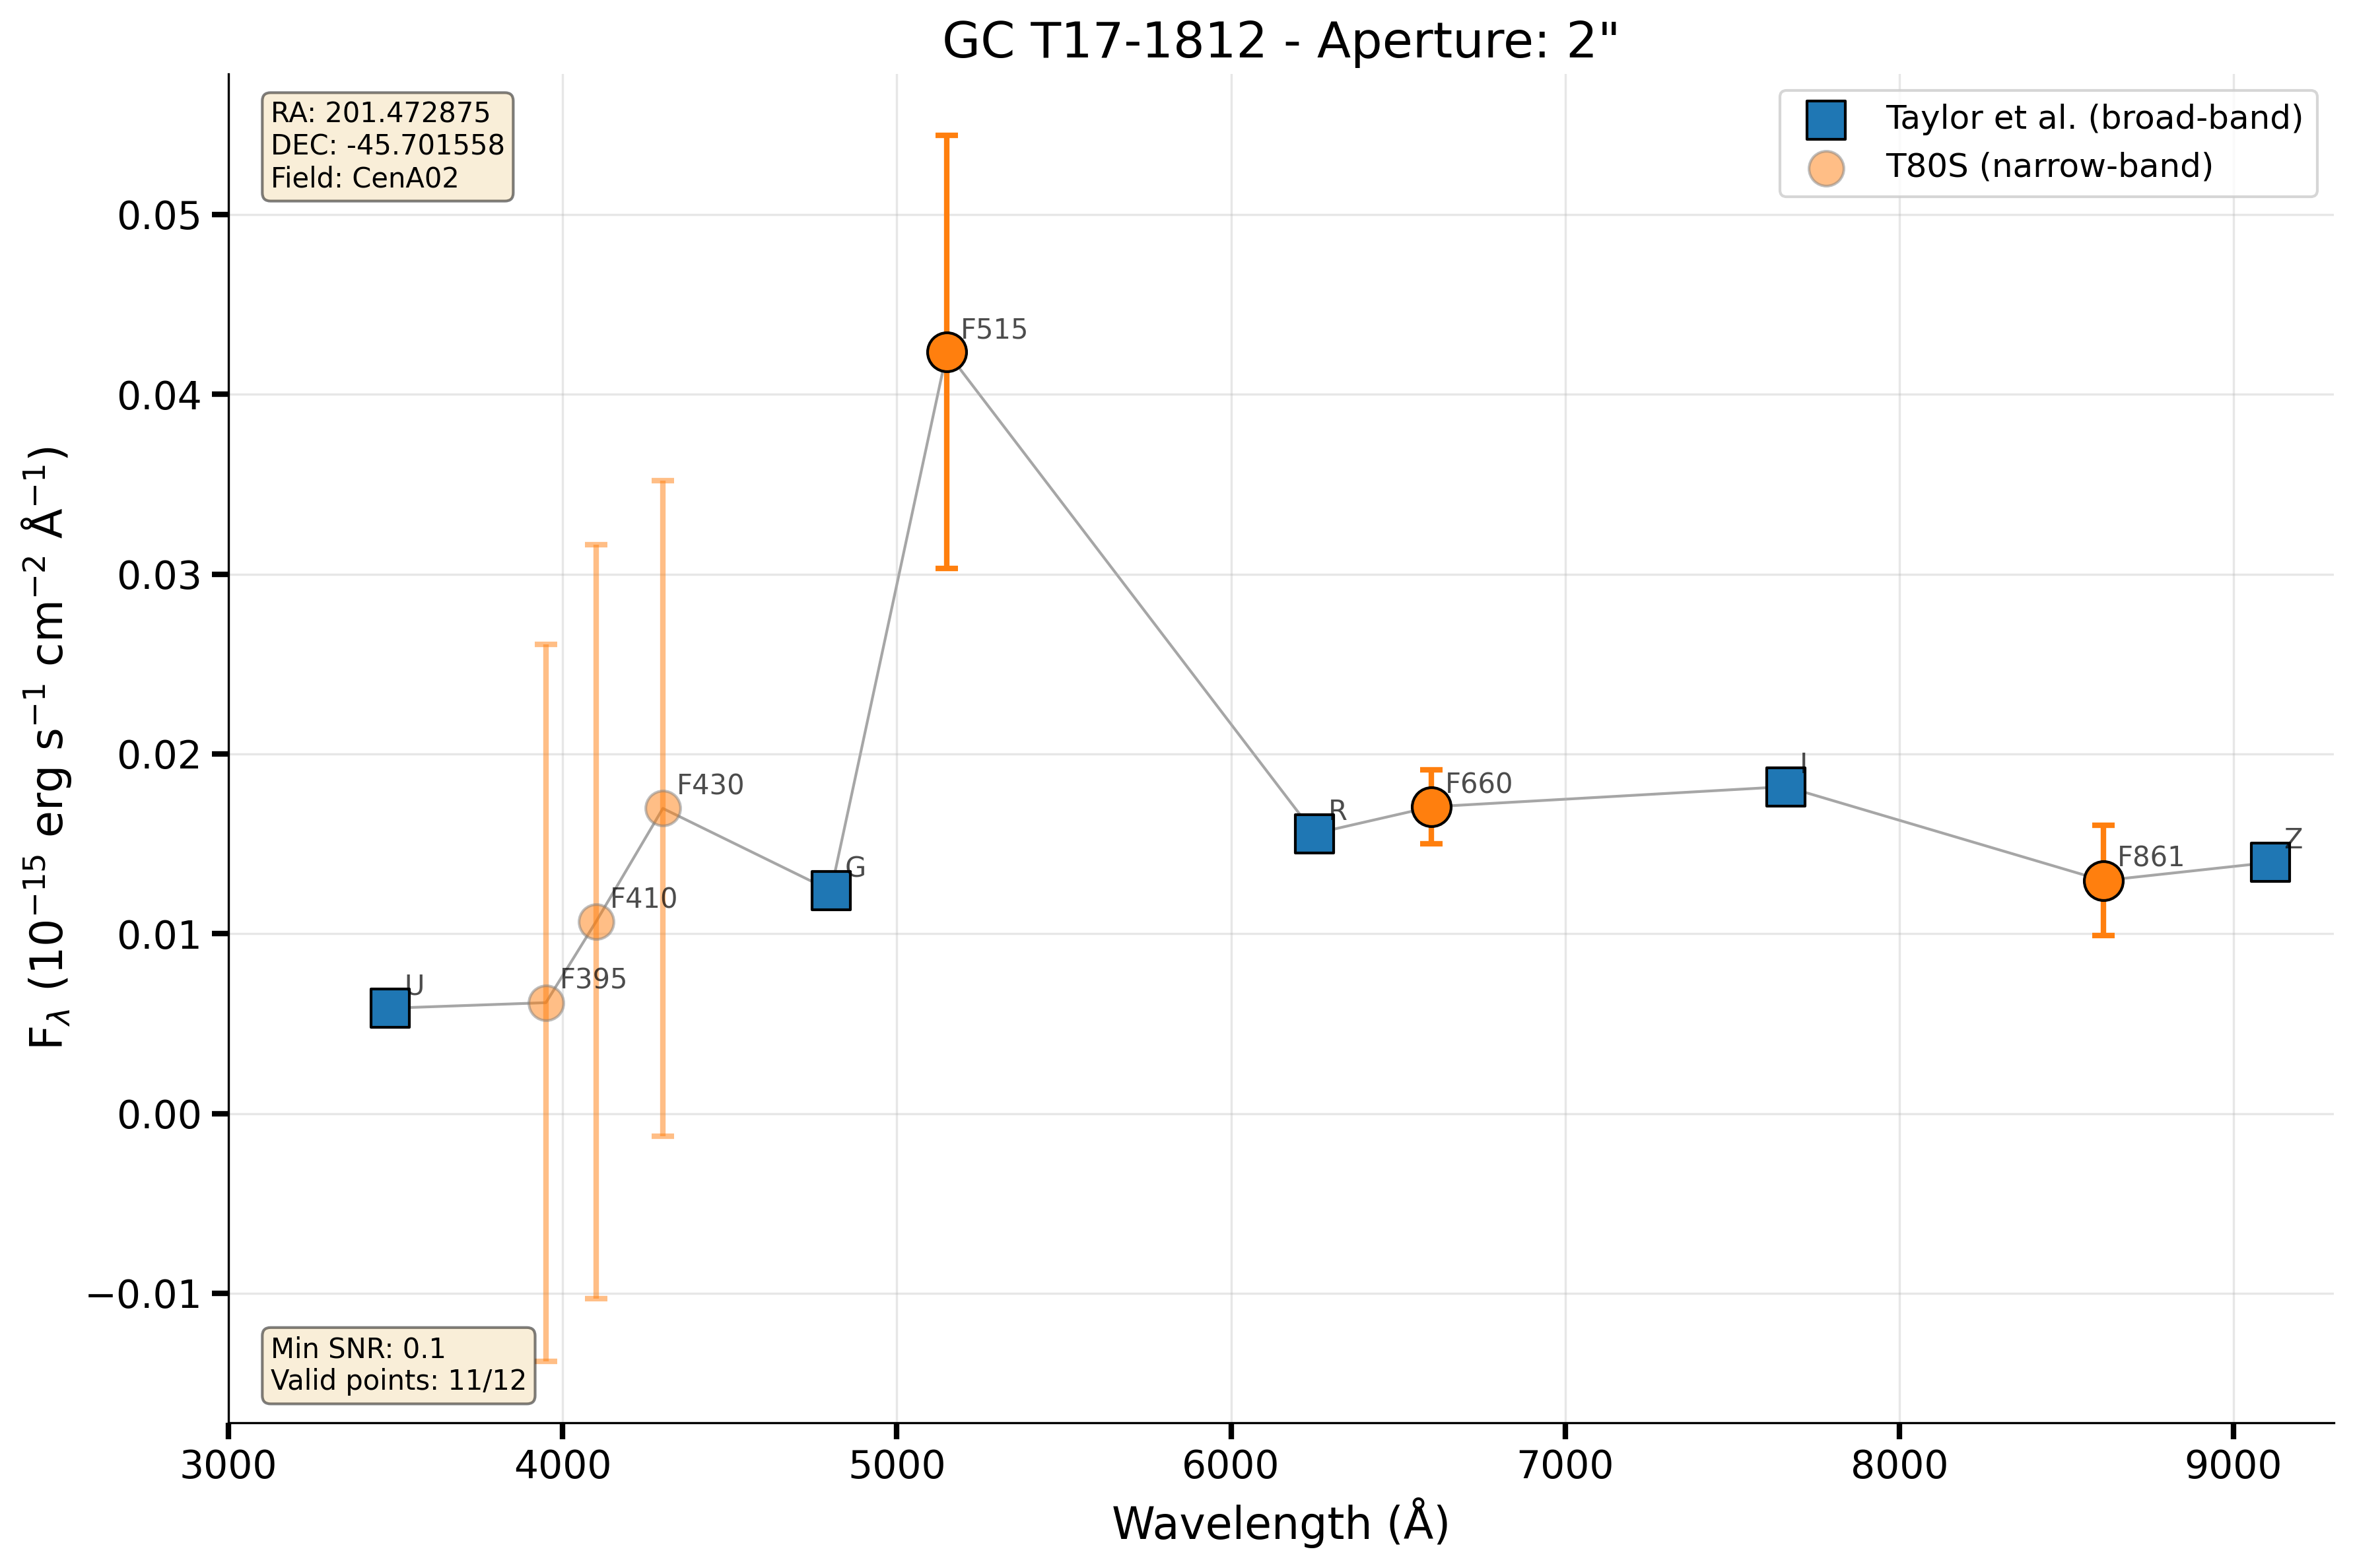 GC T17-1812 - Aperture: 2"
RA: 201.472875
DEC: -45.701558
Field: CenA02
Taylor et al. (broad-band)
T80S (narrow-band)
F515
F430
F410
F395
U
G
R
F660
I
F861
Z
Min SNR: 0.1
Valid points: 11/12
0.05
0.04
0.03
0.02
0.01
0.00
−0.01
3000 4000 5000 6000 7000 8000 9000
Wavelength (Å)
F_λ (10⁻¹⁵ erg s⁻¹ cm⁻² Å⁻¹)